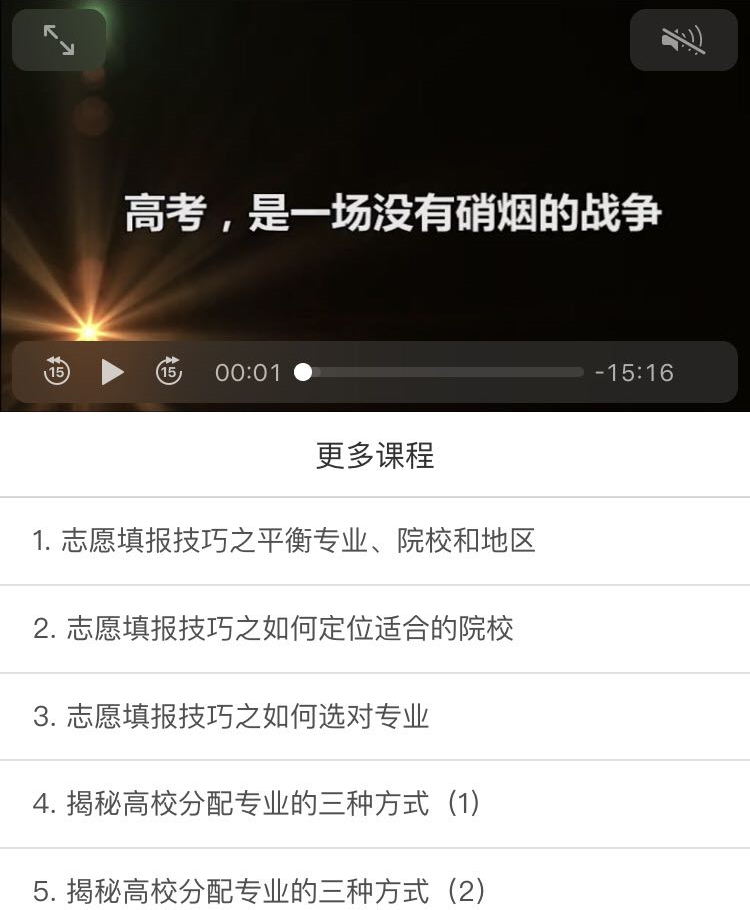 高考，是一场没有硝烟的战争
15
15
00:01
-15:16
更多课程
1. 志愿填报技巧之平衡专业、院校和地区
2. 志愿填报技巧之如何定位适合的院校
3. 志愿填报技巧之如何选对专业
4. 揭秘高校分配专业的三种方式（1）
5. 揭秘高校分配专业的三种方式（2）